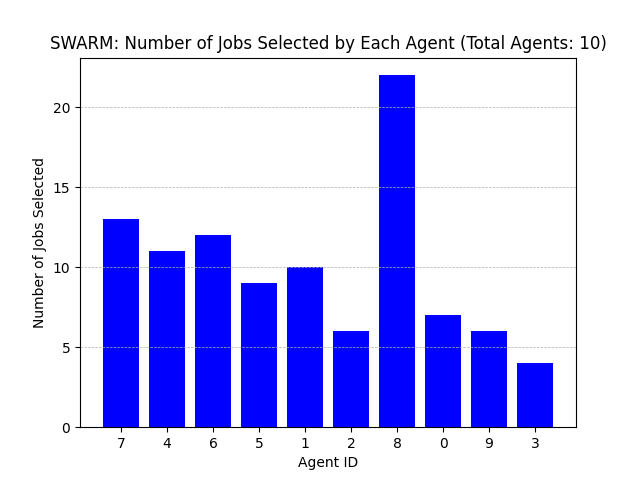 SWARM: Number of Jobs Selected by Each Agent (Total Agents: 10)
Number of Jobs Selected
20
15
10
5
0
7 4 6 5 1 2 8 0 9 3
Agent ID